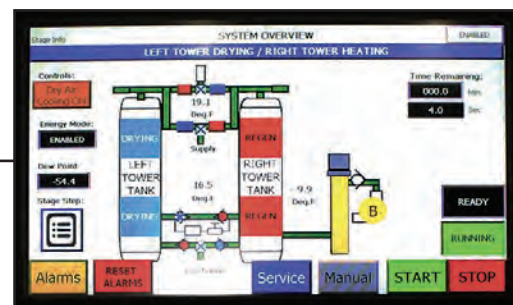 Stage Info
SYSTEM OVERVIEW
ENABLED
LEFT TOWER DRYING / RIGHT TOWER HEATING
Controls:
Dry Air
Cooling ON
Energy Mode:
ENABLED
Dew Point
-54.4
Stage Step:
19.1
Deg.F
Supply
DRYING
LEFT
TOWER
TANK
DRYING
16.5
Deg.F
REGEN
RIGHT
TOWER
TANK
REGEN
-9.9
Deg.F
B
Time Remaining:
000.0 Min
4.0 Sec
READY
RUNNING
Alarms
RESET
ALARMS
Service
Manual
START
STOP